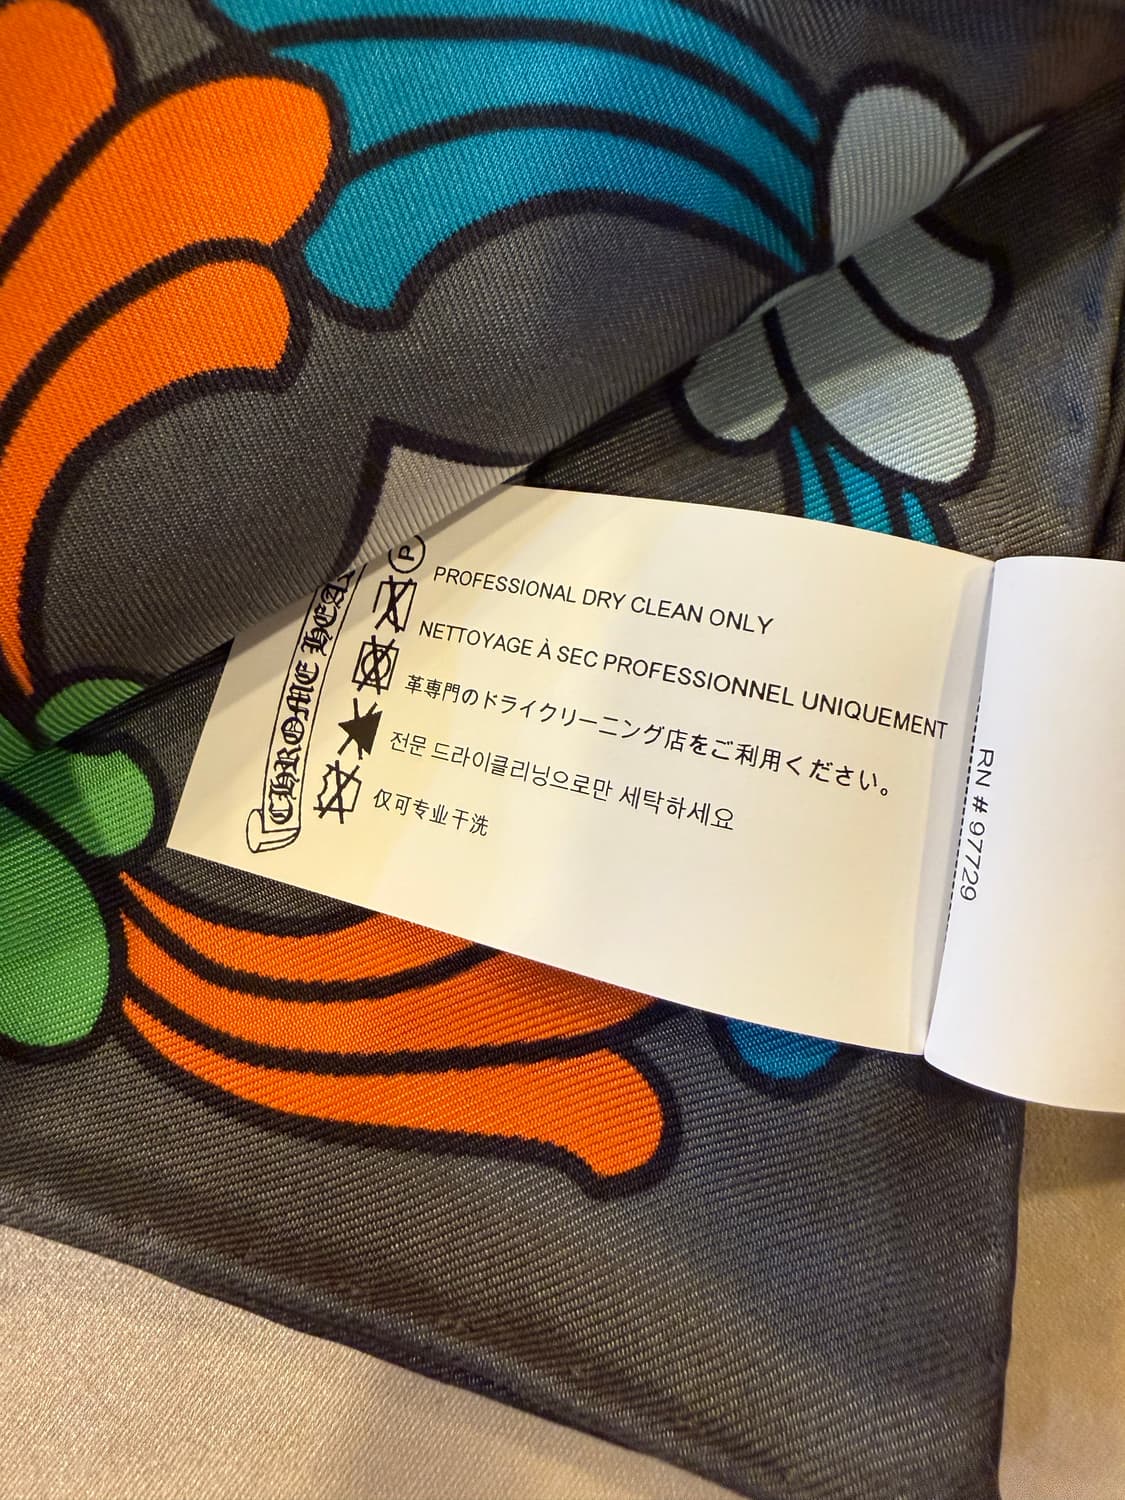 P
PROFESSIONAL DRY CLEAN ONLY
NETTOYAGE À SEC PROFESSIONNEL UNIQUEMENT
革専門のドライクリーニング店をご利用ください。
전문 드라이클리닝으로만 세탁하세요
仅可专业干洗
CHROME
RN # 97729